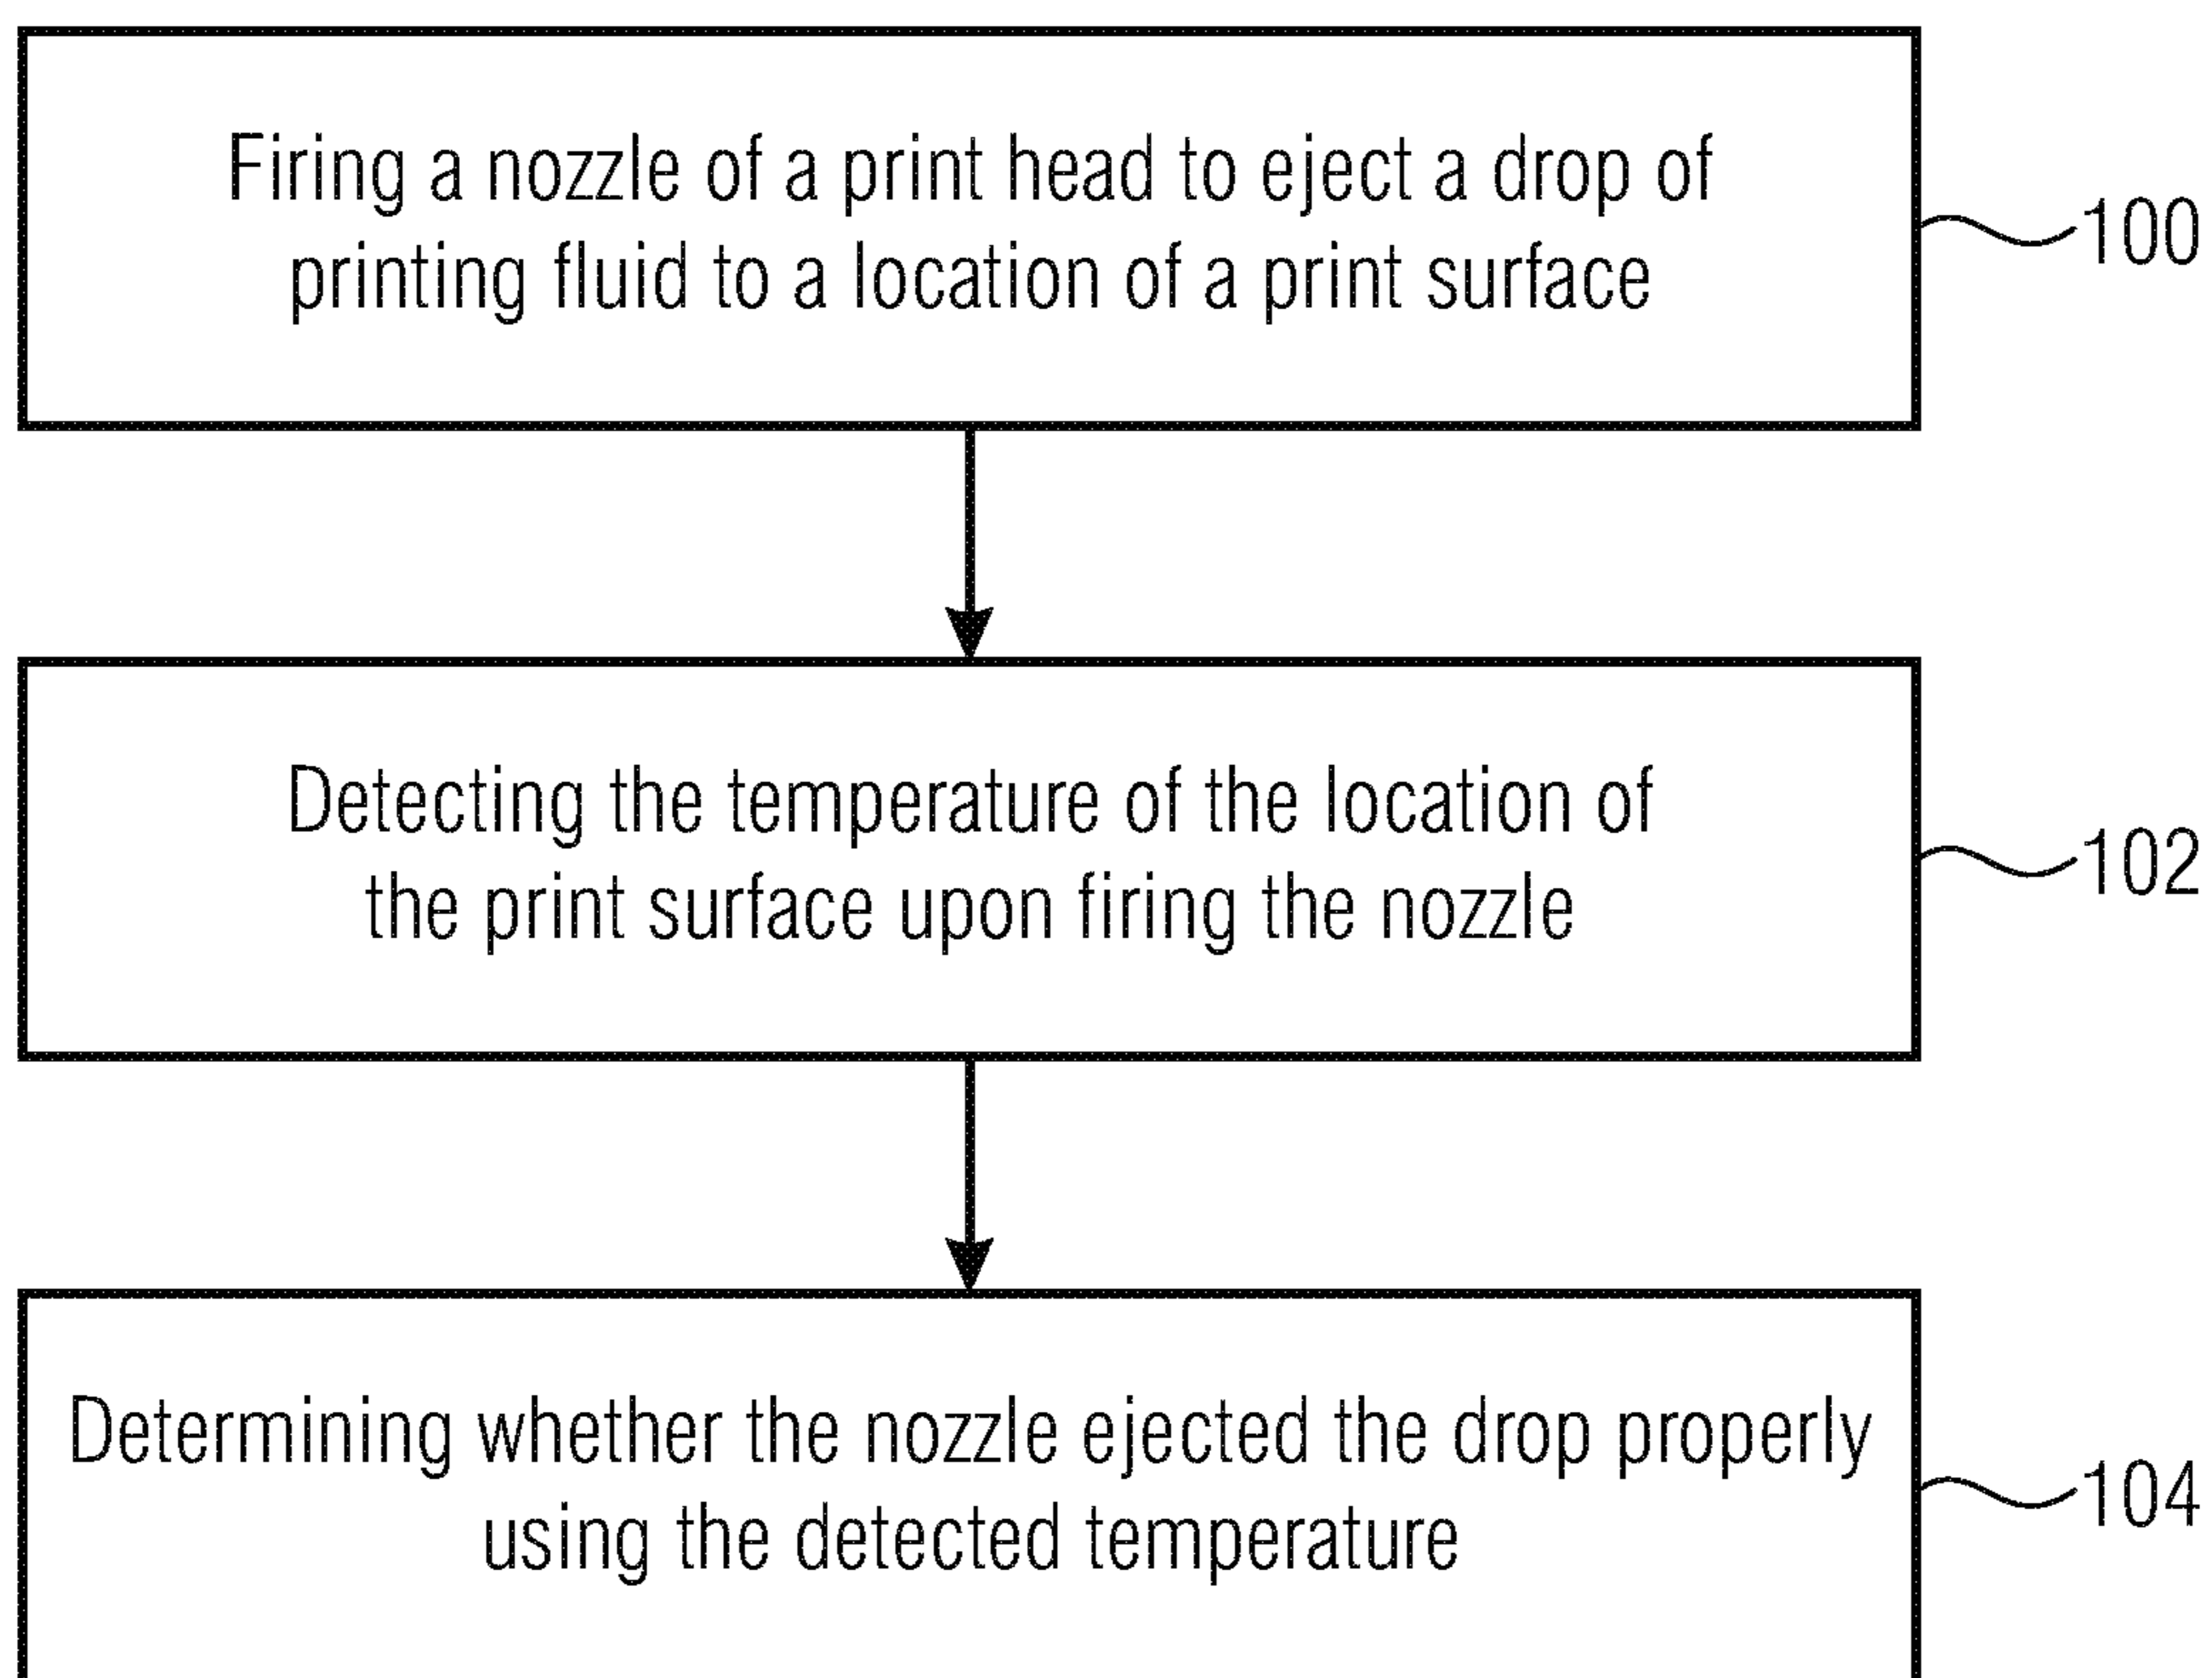 Firing a nozzle of a print head to eject a drop of
printing fluid to a location of a print surface
100
Detecting the temperature of the location of
the print surface upon firing the nozzle
102
Determining whether the nozzle ejected the drop properly
using the detected temperature
104